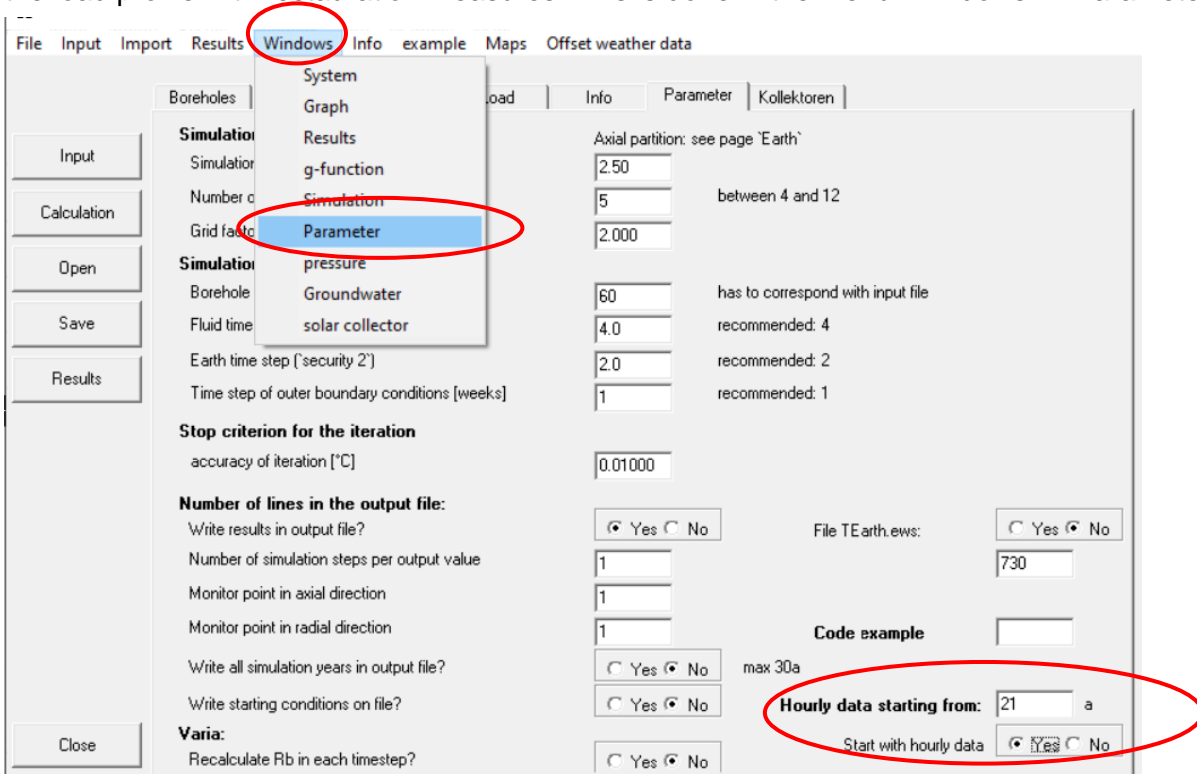 File Input Import Results Windows Info example Maps Offset weather data
System
Graph
Results
g-function
Simulation
Parameter
pressure
Groundwater
solar collector
Boreholes Load Info Parameter Kollektoren
Input
Calculation
Open
Save
Results
Close
Axial partition: see page `Earth`
Simulation 2.50
Number 5 between 4 and 12
Grid 2.000
Borehole 60 has to correspond with input file
Fluid time 4.0 recommended: 4
Earth time step (`security 2`) 2.0 recommended: 2
Time step of outer boundary conditions [weeks] 1 recommended: 1
Stop criterion for the iteration
accuracy of iteration [°C] 0.01000
Number of lines in the output file:
Write results in output file? Yes No File TEarth.ews: Yes No
Number of simulation steps per output value 1 730
Monitor point in axial direction 1
Monitor point in radial direction 1 Code example
Write all simulation years in output file? Yes No max 30a
Write starting conditions on file? Yes No Hourly data starting from: 21 a
Varia: Start with hourly data Yes No
Recalculate Rb in each timestep? Yes No